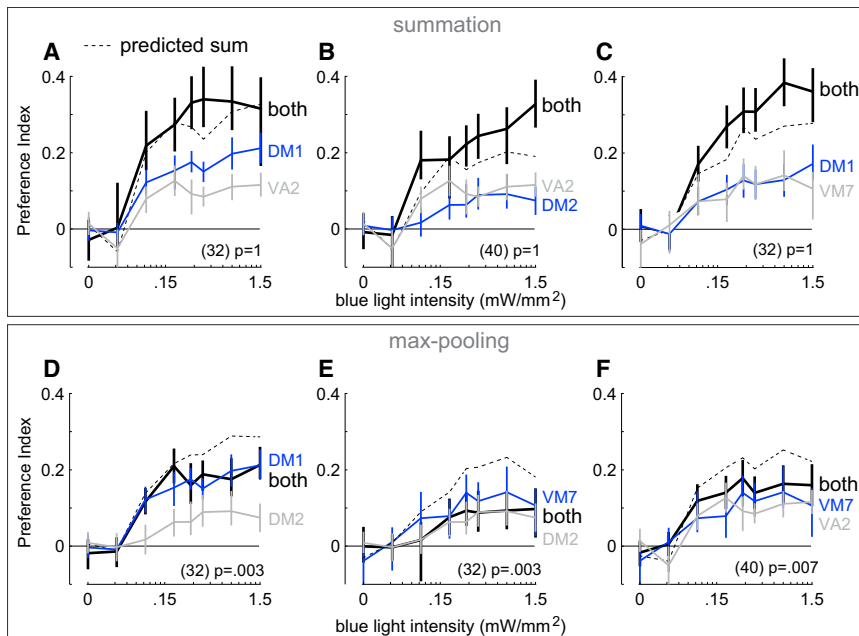 summation
A
B
C
predicted sum
Preference Index
0.4
0.2
0
both
DM1
VA2
(32) p=1
0
.15
1.5
0.4
0.2
0
both
VA2
DM2
(40) p=1
0
.15
1.5
0.4
0.2
0
both
DM1
VM7
(32) p=1
0
.15
1.5
blue light intensity (mW/mm²)
max-pooling
D
E
F
Preference Index
0.4
0.2
0
DM1
both
DM2
(32) p=.003
0
.15
1.5
0.4
0.2
0
VM7
both
DM2
(32) p=.003
0
.15
1.5
0.4
0.2
0
both
VM7
VA2
(40) p=.007
0
.15
1.5
blue light intensity (mW/mm²)